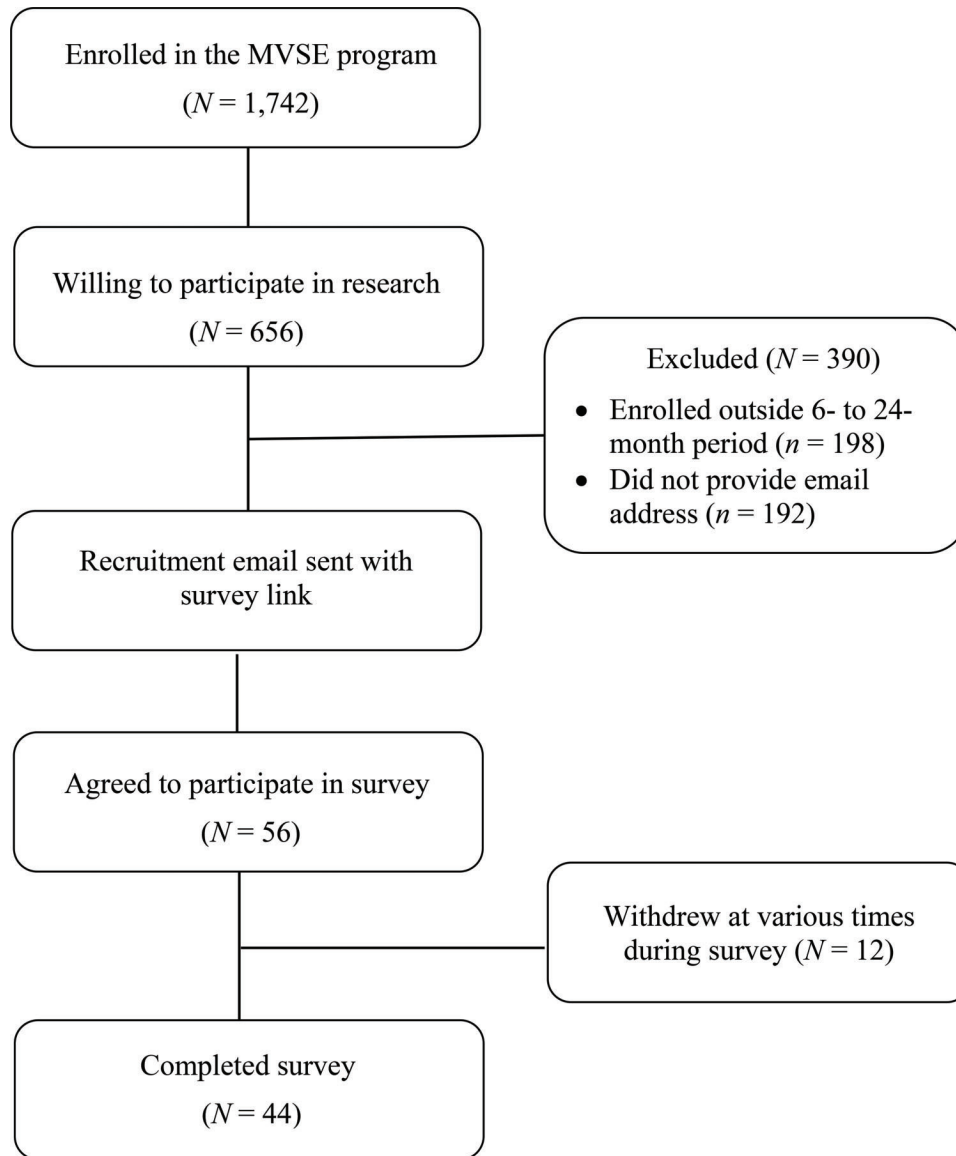 Enrolled in the MVSE program
(N = 1,742)
Willing to participate in research
(N = 656)
Excluded (N = 390)
• Enrolled outside 6- to 24-
month period (n = 198)
• Did not provide email
address (n = 192)
Recruitment email sent with
survey link
Agreed to participate in survey
(N = 56)
Withdrew at various times
during survey (N = 12)
Completed survey
(N = 44)